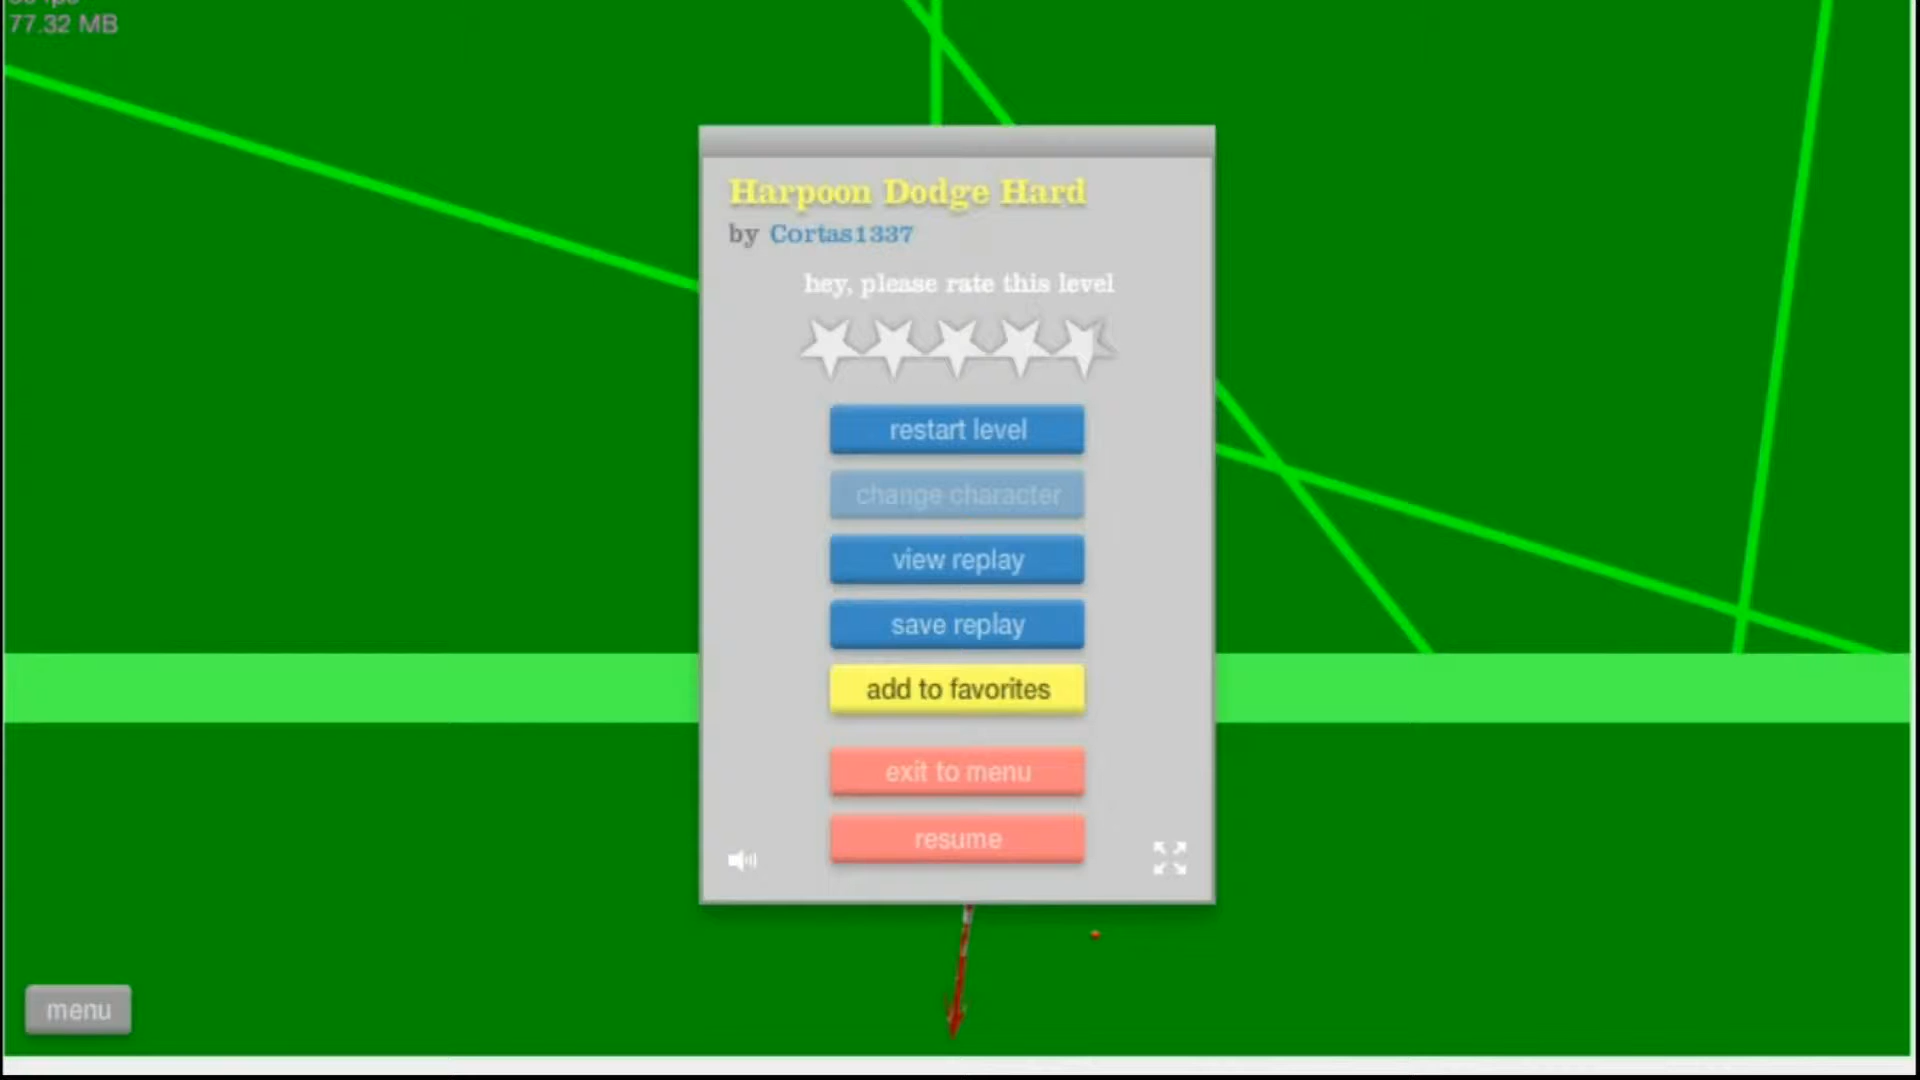 77.32 MB
Harpoon Dodge Hard
by Cortas1337
hey, please rate this level
restart level
change character
view replay
save replay
add to favorites
exit to menu
resume
menu